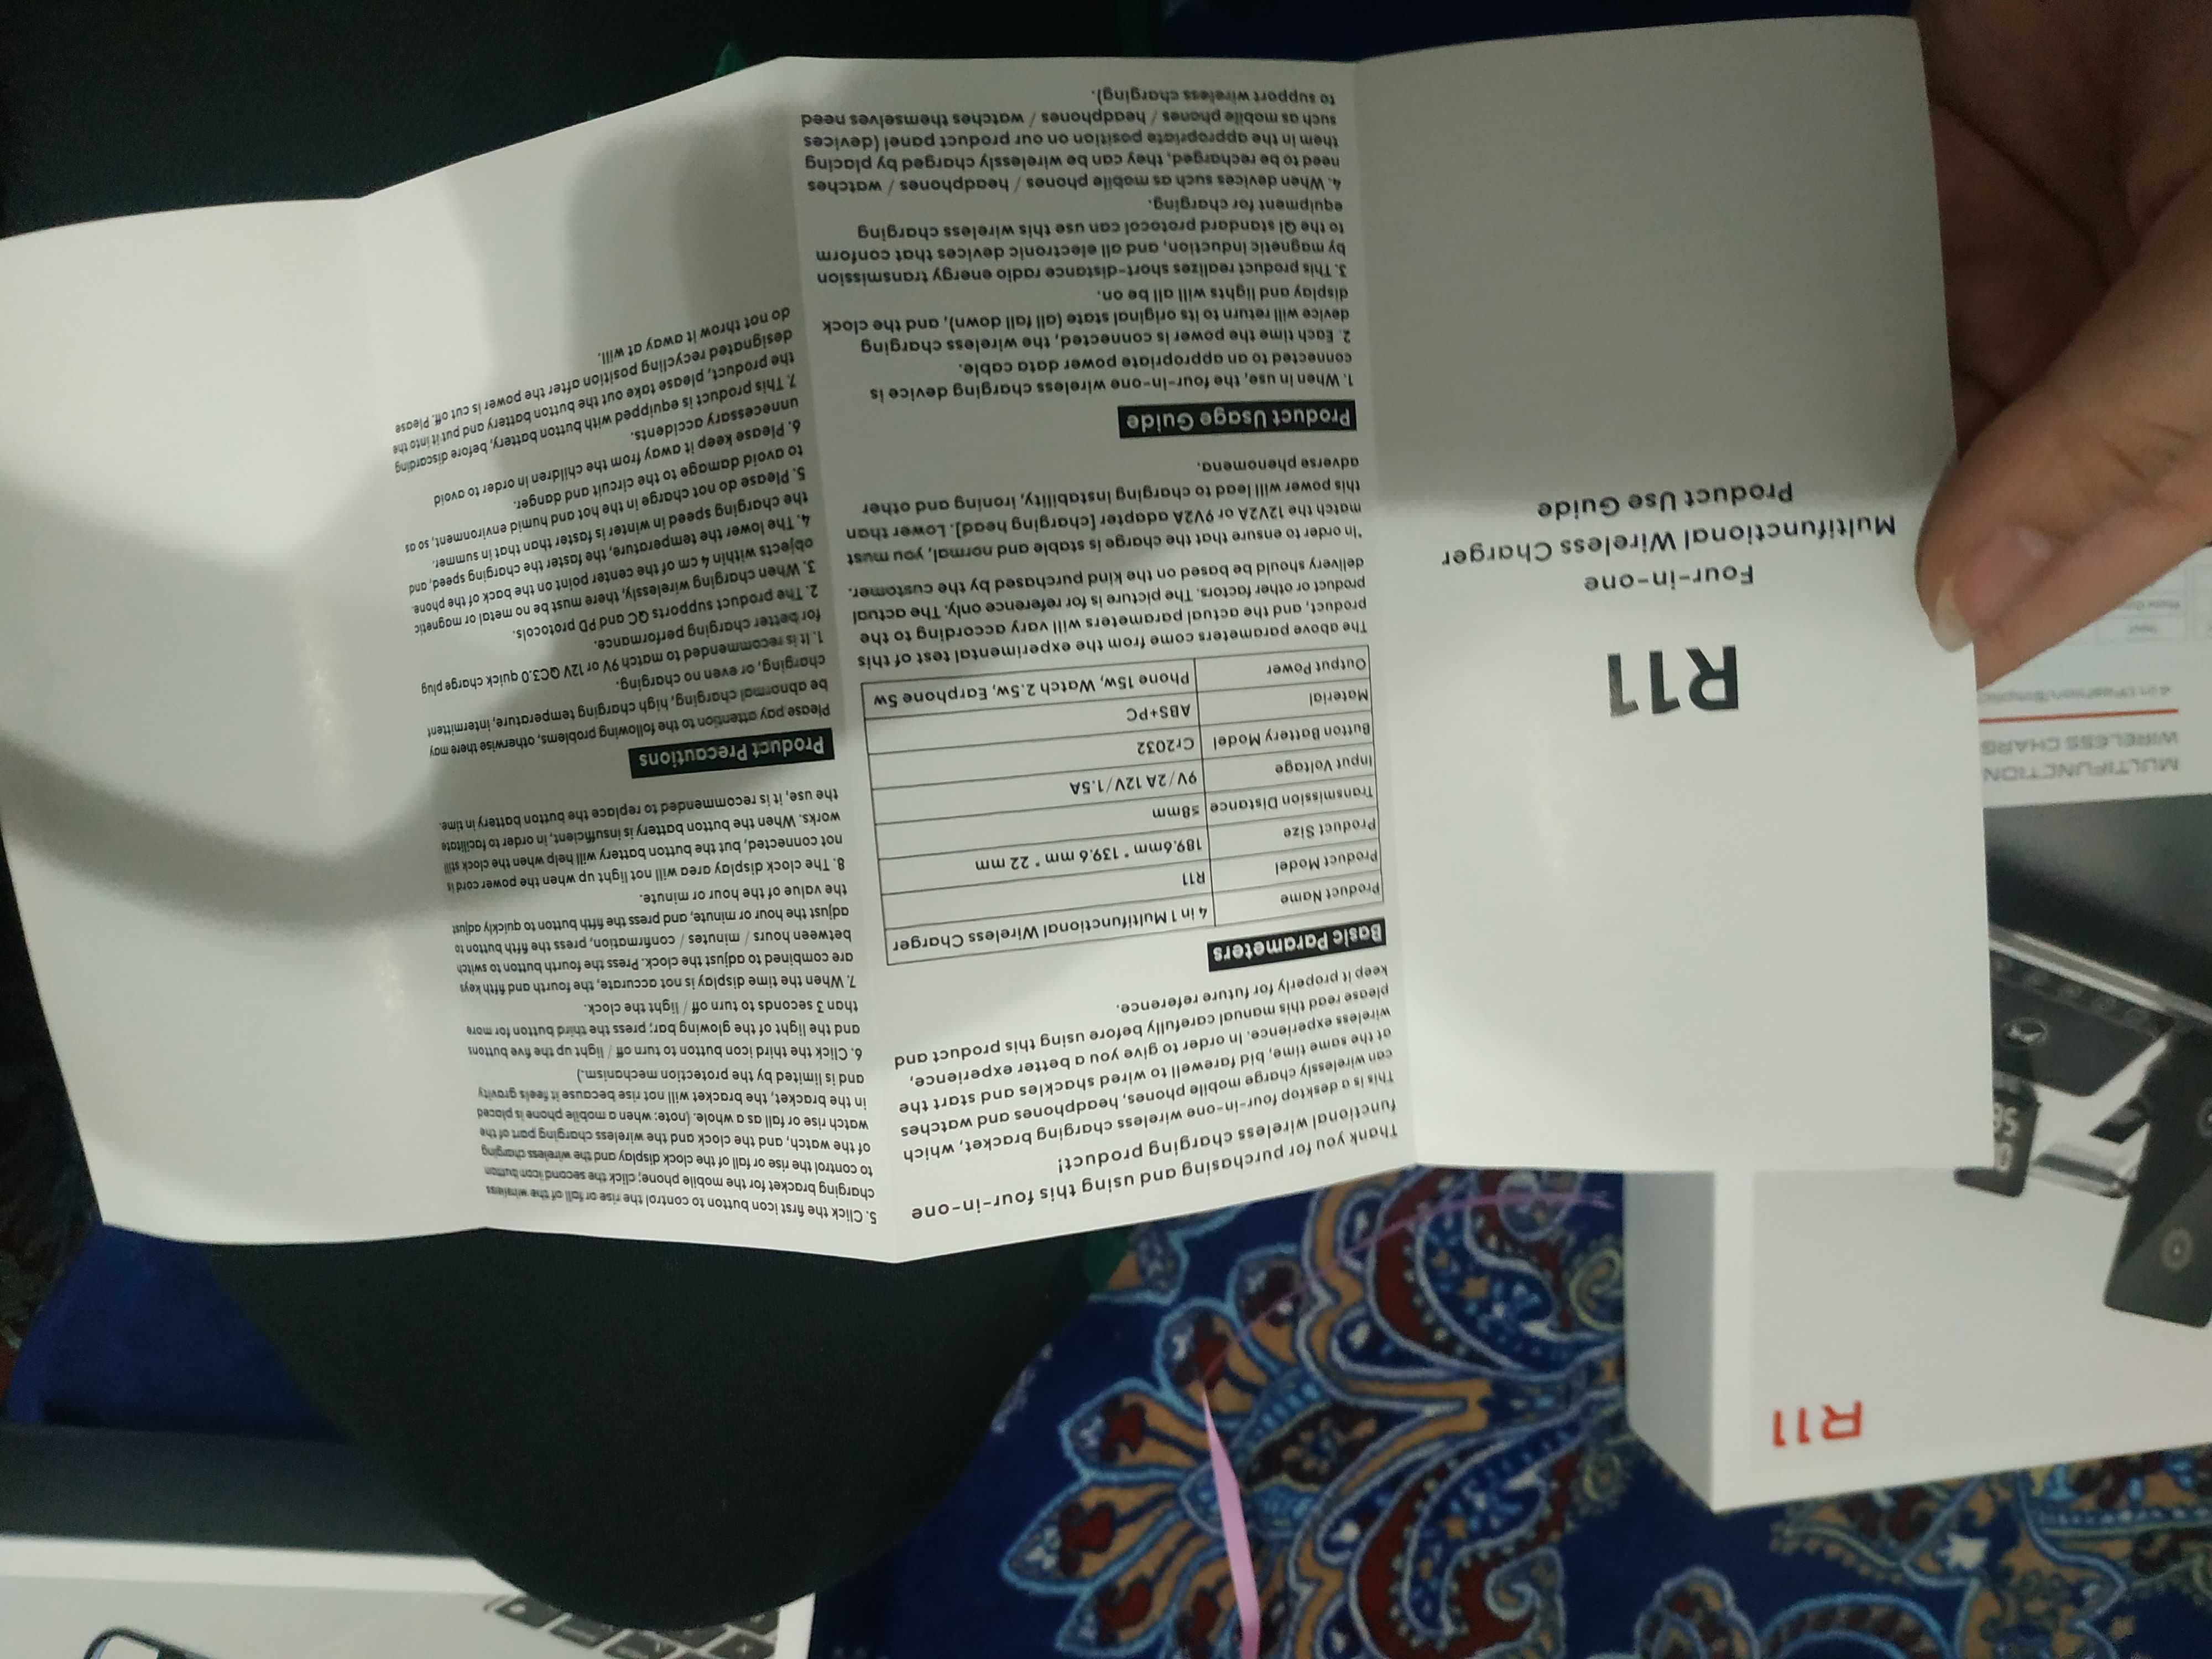 R11
Four-in-one
Multifunctional Wireless Charger
Product Use Guide
Thank you for purchasing and using this four-in-one
functional wireless charging product!
This is a desktop four-in-one wireless charging bracket, which
can wirelessly charge mobile phones, headphones and watches
at the same time, bid farewell to wired shackles and start the
wireless experience. In order to give you a better experience,
please read this manual carefully before using this product and
keep it properly for future reference.
Basic Parameters
Product Name 4 in 1 Multifunctional Wireless Charger
Product Model R11
Product Size 189.6mm * 139.6 mm * 22 mm
Transmission Distance ≤8mm
Input Voltage 9V/2A 12V/1.5A
Button Battery Model Cr2032
Material ABS+PC
Output Power Phone 15w, Watch 2.5w, Earphone 5w
The above parameters come from the experimental test of this
product, and the actual parameters will vary according to the
product or other factors. The picture is for reference only. The actual
delivery should be based on the kind purchased by the customer.
*In order to ensure that the charge is stable and normal, you must
match the 12V2A or 9V2A adapter [charging head]. Lower than
this power will lead to charging instability, ironing and other
adverse phenomena.
Product Usage Guide
1. When in use, the four-in-one wireless charging device is
connected to an appropriate power data cable.
2. Each time the power is connected, the wireless charging
device will return to its original state (all fall down), and the clock
display and lights will all be on.
3. This product realizes short-distance radio energy transmission
by magnetic induction, and all electronic devices that conform
to the QI standard protocol can use this wireless charging
equipment for charging.
4. When devices such as mobile phones / headphones / watches
need to be recharged, they can be wirelessly charged by placing
them in the appropriate position on our product panel (devices
such as mobile phones / headphones / watches themselves need
to support wireless charging).
5. Click the first icon button to control the rise or fall of the wireless
charging bracket for the mobile phone; click the second icon button
to control the rise or fall of the clock display and the wireless charging
of the watch, and the clock and the wireless charging part of the
watch rise or fall as a whole. (note: when a mobile phone is placed
in the bracket, the bracket will not rise because it feels gravity
and is limited by the protection mechanism.)
6. Click the third icon button to turn off / light up the five buttons
and the light of the glowing bar; press the third button for more
than 3 seconds to turn off / light the clock.
7. When the time display is not accurate, the fourth and fifth keys
are combined to adjust the clock. Press the fourth button to switch
between hours / minutes / confirmation, press the fifth button to
adjust the hour or minute, and press the fifth button to quickly adjust
the value of the hour or minute.
8. The clock display area will not light up when the power cord is
not connected, but the button battery will help when the clock still
works. When the button battery is insufficient, in order to facilitate
the use, it is recommended to replace the button battery in time.
Product Precautions
Please pay attention to the following problems, otherwise there may
be abnormal charging, high charging temperature, intermittent
charging, or even no charging.
1. It is recommended to match 9V or 12V QC3.0 quick charge plug
for better charging performance.
2. The product supports QC and PD protocols.
3. When charging wirelessly, there must be no metal or magnetic
objects within 4 cm of the center point on the back of the phone.
4. The lower the temperature, the faster the charging speed, and
the charging speed in winter is faster than that in summer.
5. Please do not charge in the hot and humid environment, so as
to avoid damage to the circuit and danger.
6. Please keep it away from the children in order to avoid
unnecessary accidents.
7. This product is equipped with button battery, before discarding
the product, please take out the button battery and put it into the
designated recycling position after the power is cut off. Please
do not throw it away at will.
R11
MULTIFUNCTION
WIRELESS CHARG